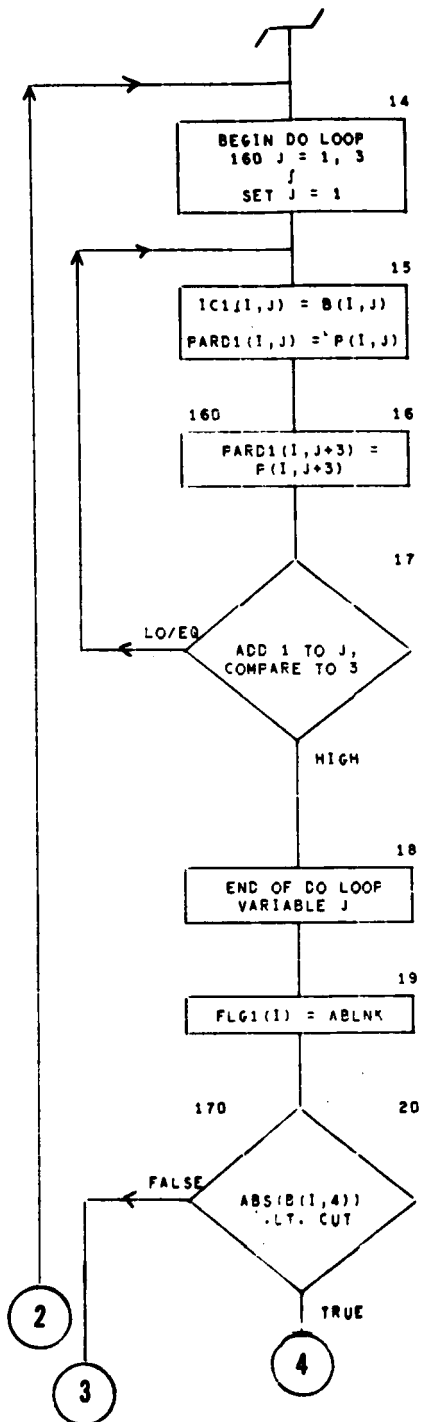 14
BEGIN DO LOOP
160 J = 1, 3
∫
SET J = 1
15
IC1(I,J) = B(I,J)
PARD1(I,J) = P(I,J)
160 16
PARD1(I,J+3) =
P(I,J+3)
17
LO/EQ
ADD 1 TO J,
COMPARE TO 3
HIGH
18
END OF DO LOOP
VARIABLE J
19
FLG1(I) = ABLNK
170 20
FALSE
ABS(B(I,4))
.LT. CUT
TRUE
2
3
4